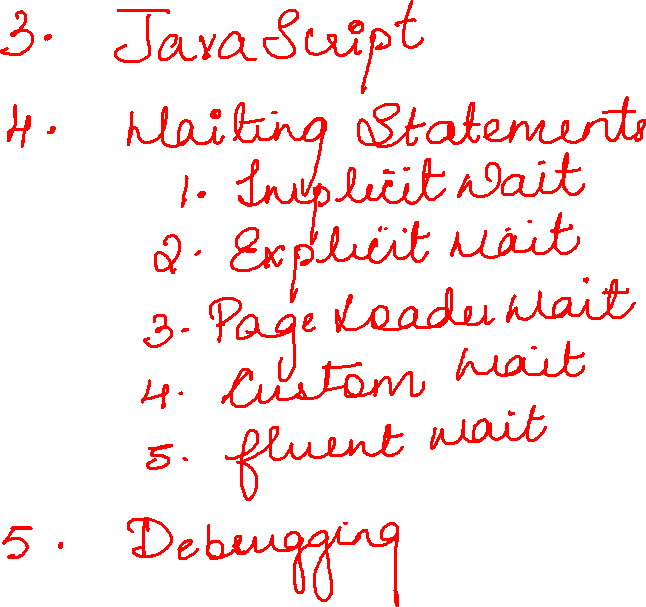 3. JavaScript
4. Waiting Statements
1. Implicit Wait
2. Explicit Wait
3. Page Loader Wait
4. Custom Wait
5. fluent wait
5. Debugging